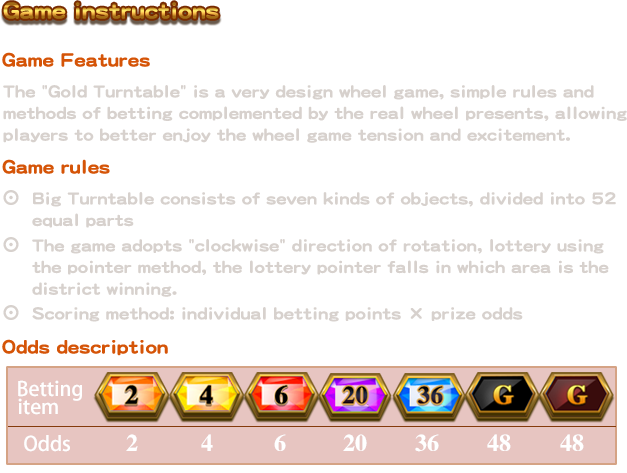 Game instructions
Game Features
The "Gold Turntable" is a very design wheel game, simple rules and
methods of betting complemented by the real wheel presents, allowing
players to better enjoy the wheel game tension and excitement.
Game rules
⊙ Big Turntable consists of seven kinds of objects, divided into 52
equal parts
⊙ The game adopts "clockwise" direction of rotation, lottery using
the pointer method, the lottery pointer falls in which area is the
district winning.
⊙ Scoring method: individual betting points × prize odds
Odds description
Betting
item
2 4 6 20 36 G G
Odds 2 4 6 20 36 48 48